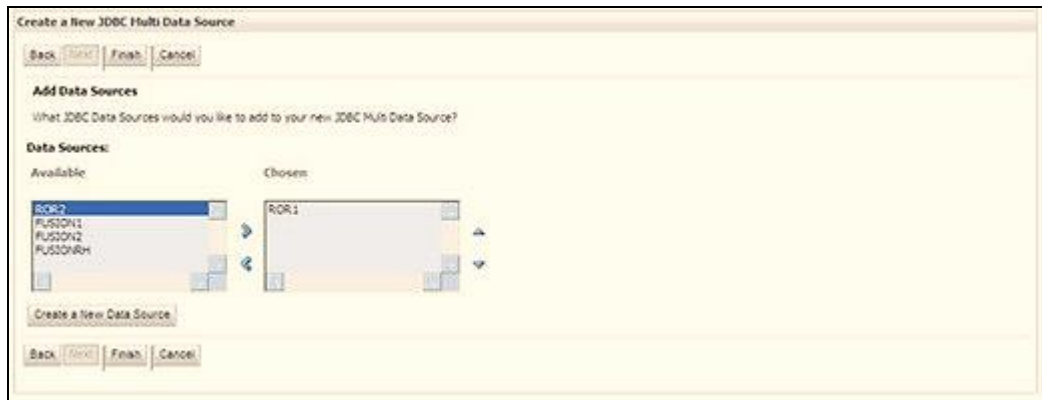 Create a New JDBC Multi Data Source
Back Next Finish Cancel
Add Data Sources
What JDBC Data Sources would you like to add to your new JDBC Multi Data Source?
Data Sources:
Available Chosen
ROR2 ROR1
FUSION1
FUSION2
FUSIONRH
Create a New Data Source
Back Next Finish Cancel